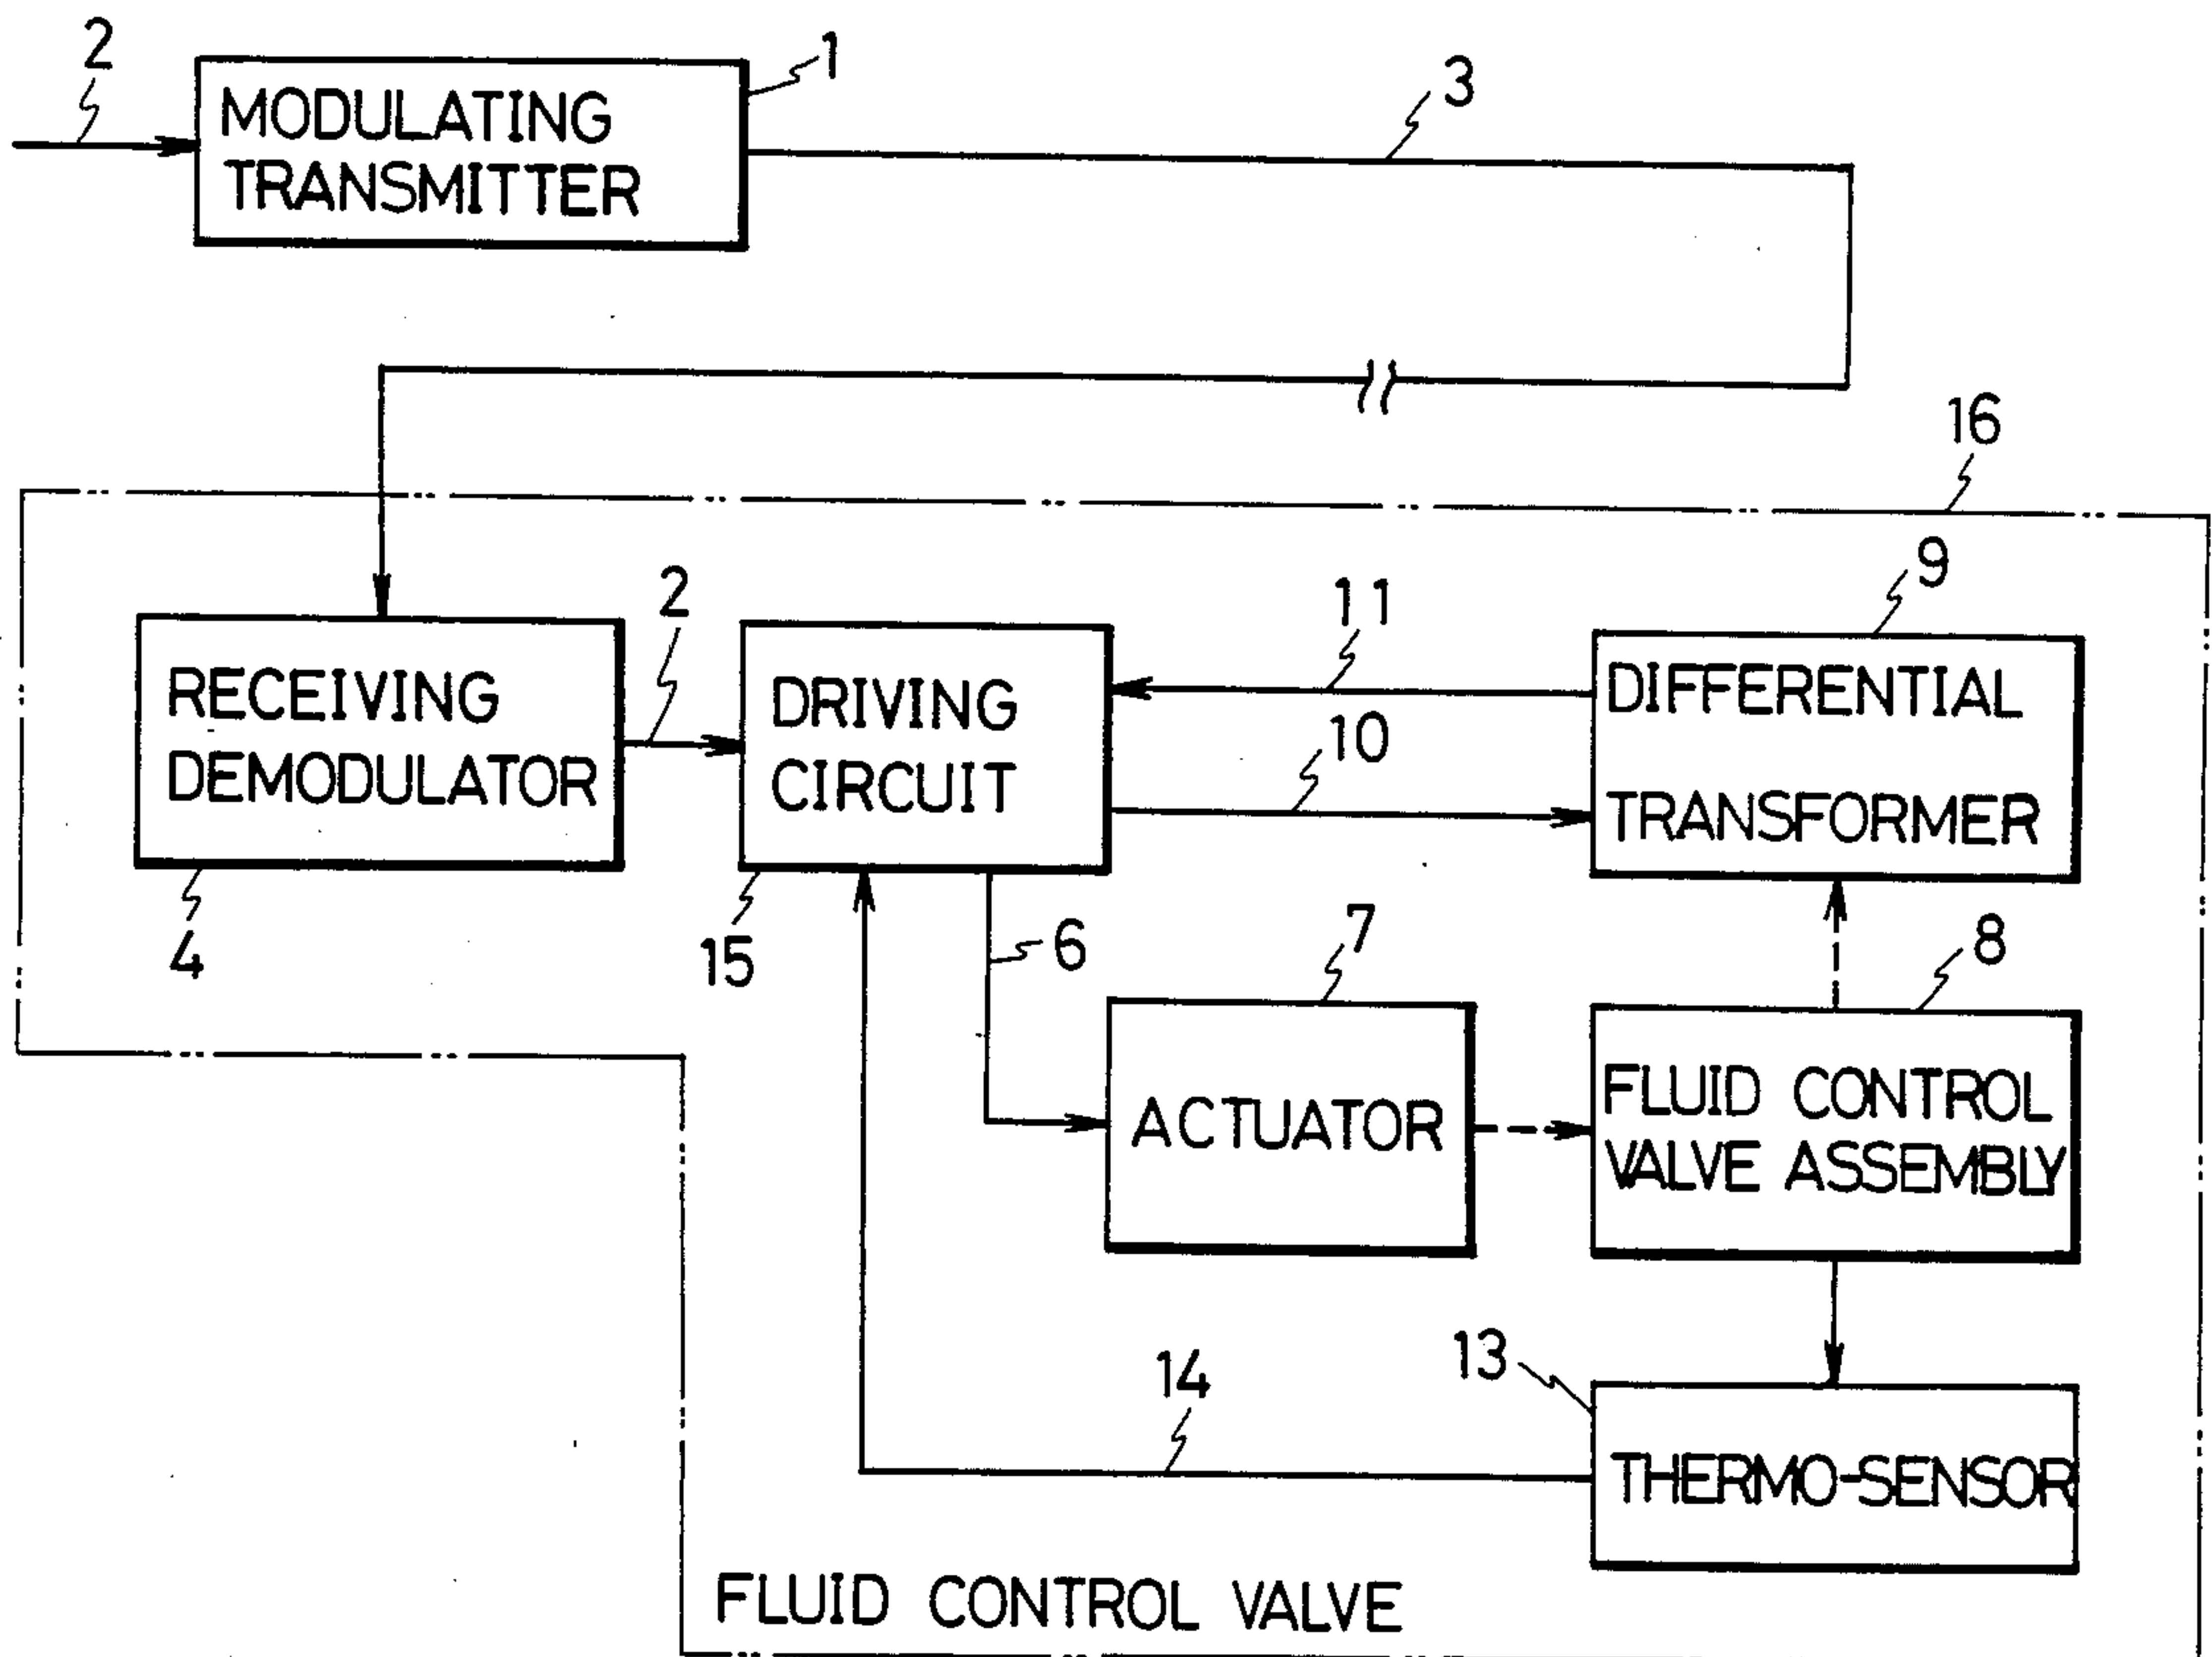 2
1
MODULATING
TRANSMITTER
3
16
9
2
11
RECEIVING
DEMODULATOR
DRIVING
CIRCUIT
10
DIFFERENTIAL
TRANSFORMER
4
15
6
7
8
ACTUATOR
FLUID CONTROL
VALVE ASSEMBLY
13
14
THERMO-SENSOR
FLUID CONTROL VALVE